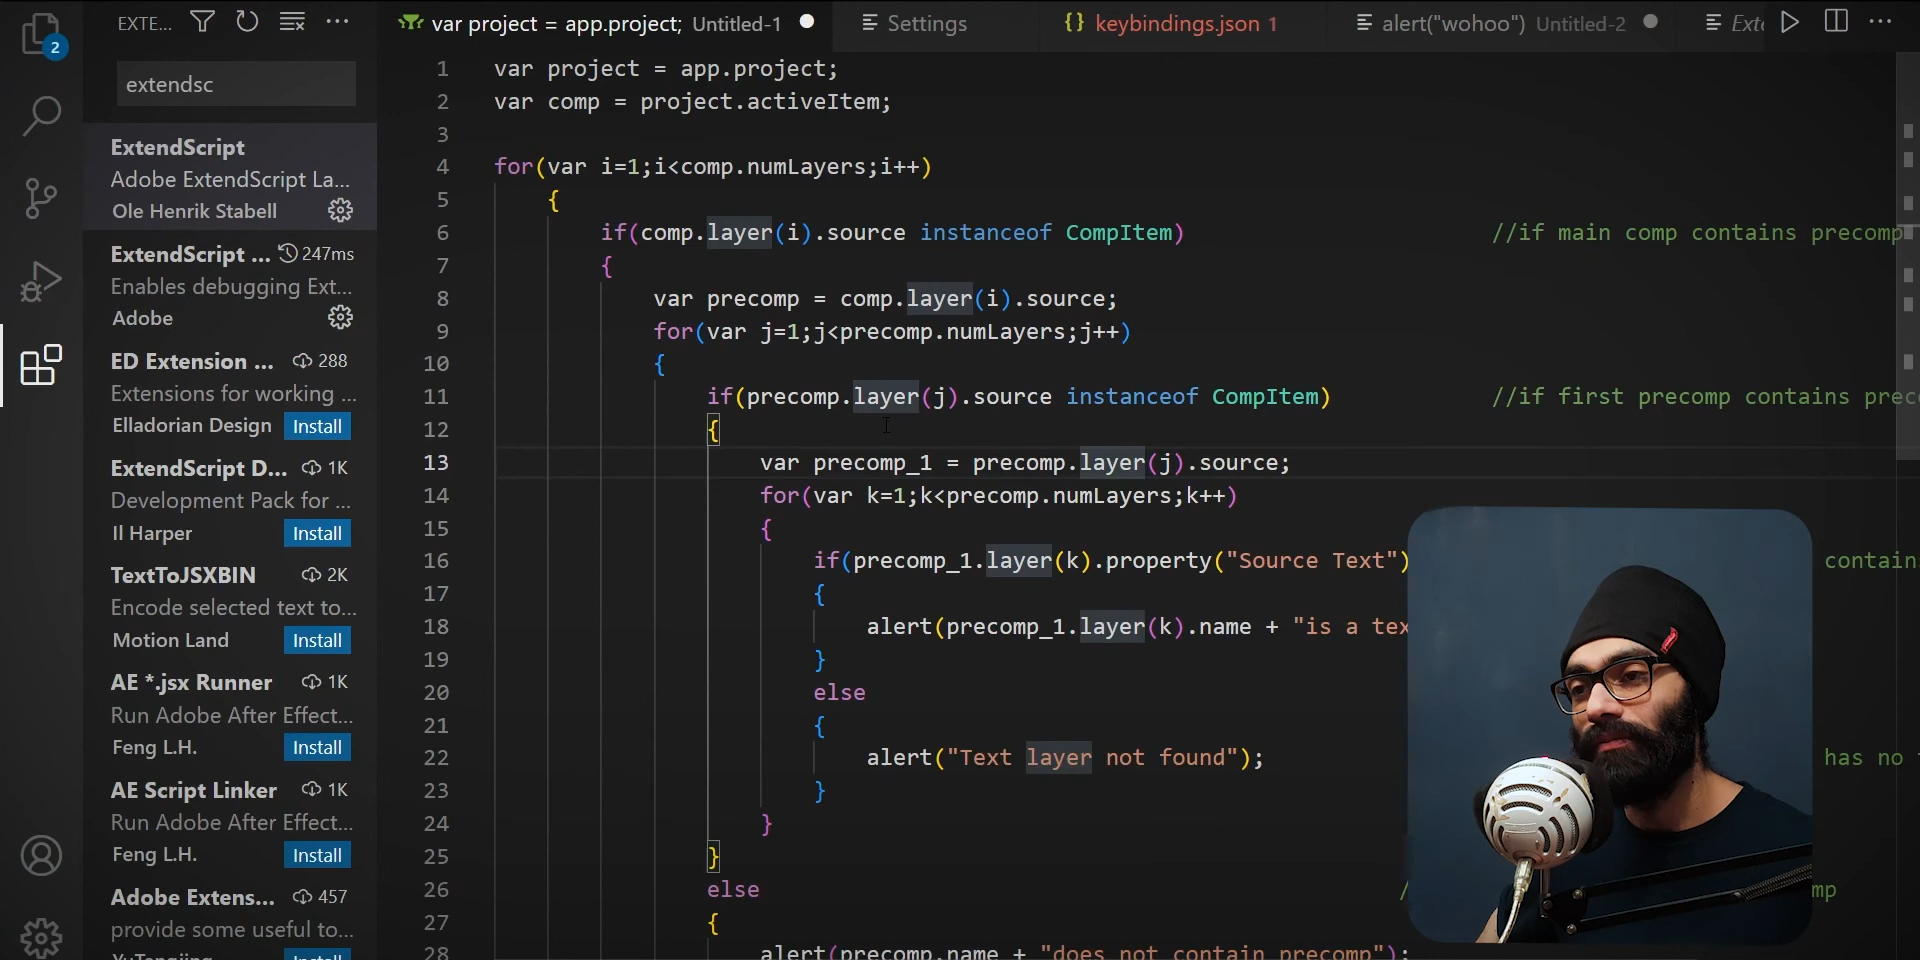 2
EXTE...
extendsc
ExtendScript
Adobe ExtendScript La...
Ole Henrik Stabell
ExtendScript ... 247ms
Enables debugging Ext...
Adobe
ED Extension ... 288
Extensions for working ...
Elladorian Design Install
ExtendScript D... 1K
Development Pack for ...
Il Harper Install
TextToJSXBIN 2K
Encode selected text to...
Motion Land Install
AE *.jsx Runner 1K
Run Adobe After Effect...
Feng L.H. Install
AE Script Linker 1K
Run Adobe After Effect...
Feng L.H. Install
Adobe Extens... 457
provide some useful to...
var project = app.project; Untitled-1 Settings {} keybindings.json 1 alert("wohoo") Untitled-2 Exte
1 var project = app.project;
2 var comp = project.activeItem;
3
4 for(var i=1;i<comp.numLayers;i++)
5 {
6 if(comp.layer(i).source instanceof CompItem) //if main comp contains precomp
7 {
8 var precomp = comp.layer(i).source;
9 for(var j=1;j<precomp.numLayers;j++)
10 {
11 if(precomp.layer(j).source instanceof CompItem) //if first precomp contains prec
12 {
13 var precomp_1 = precomp.layer(j).source;
14 for(var k=1;k<precomp.numLayers;k++)
15 {
16 if(precomp_1.layer(k).property("Source Text") contain
17 {
18 alert(precomp_1.layer(k).name + "is a tex
19 }
20 else
21 {
22 alert("Text layer not found"); has no
23 }
24 }
25 }
26 else / mp
27 {
28 alert(precomp.name + "does not contain precomp");